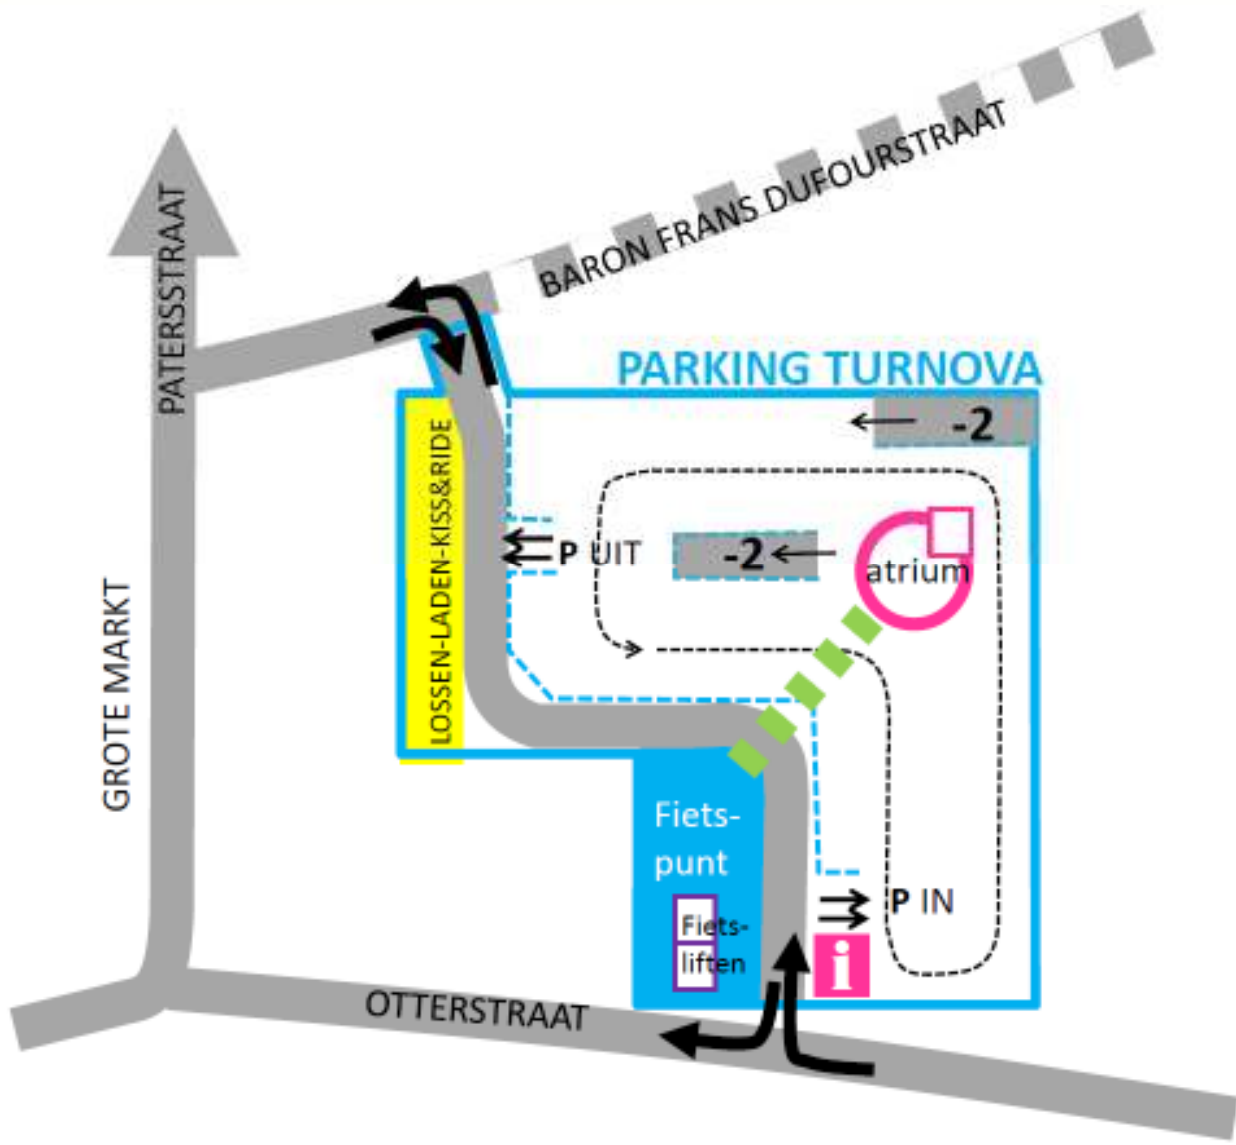 BARON FRANS DUFOURSTRAAT
PATERSSTRAAT
PARKING TURNOVA
-2
LOSSEN-LADEN-KISS&RIDE
P UIT
-2
atrium
GROTE MARKT
Fiets-
punt
P IN
Fiets-
liften
i
OTTERSTRAAT